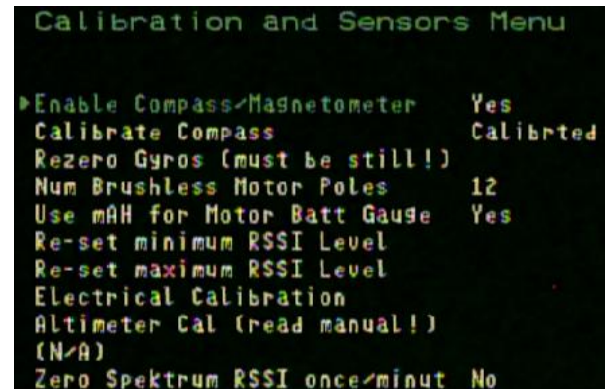 Calibration and Sensors Menu
Enable Compass/Magnetometer Yes
Calibrate Compass Calibrted
Rezero Gyros (must be still!)
Num Brushless Motor Poles 12
Use mAH for Motor Batt Gauge Yes
Re-set minimum RSSI Level
Re-set maximum RSSI Level
Electrical Calibration
Altimeter Cal (read manual!)
(N/A)
Zero Spektrum RSSI once/minut No